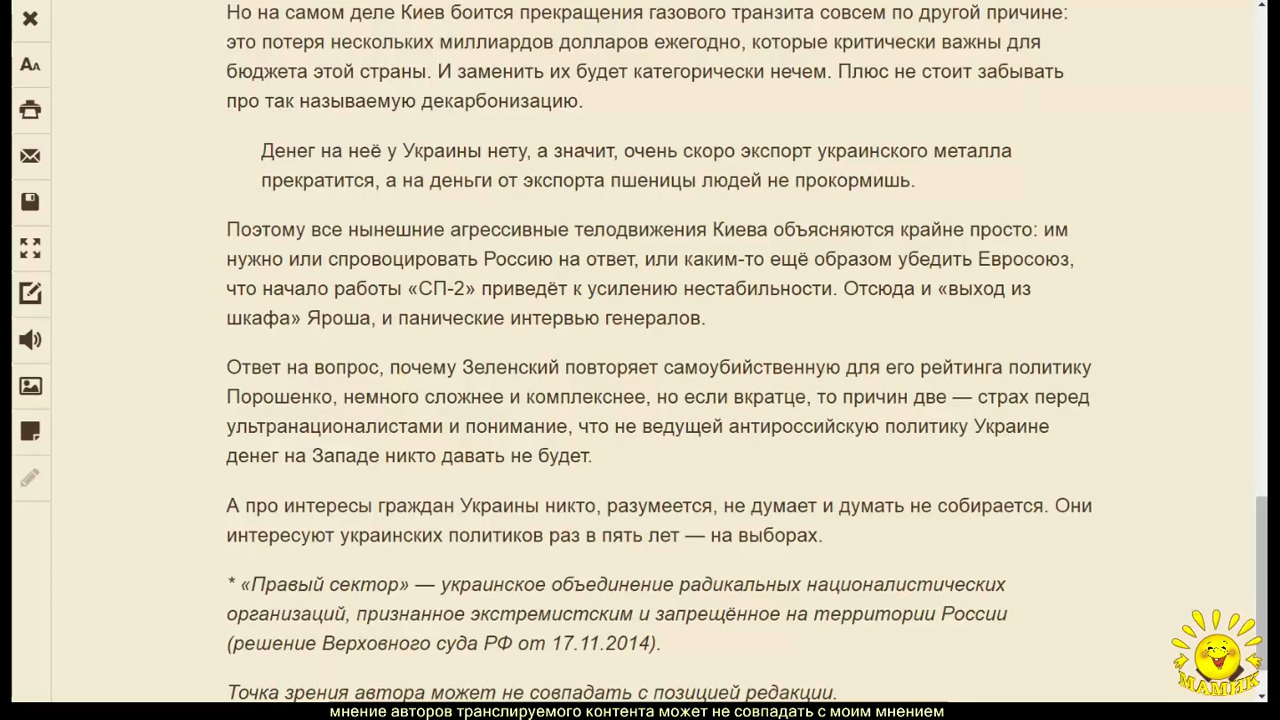 Но на самом деле Киев боится прекращения газового транзита совсем по другой причине:
это потеря нескольких миллиардов долларов ежегодно, которые критически важны для
бюджета этой страны. И заменить их будет категорически нечем. Плюс не стоит забывать
про так называемую декарбонизацию.
Денег на неё у Украины нету, а значит, очень скоро экспорт украинского металла
прекратится, а на деньги от экспорта пшеницы людей не прокормишь.
Поэтому все нынешние агрессивные телодвижения Киева объясняются крайне просто: им
нужно или спровоцировать Россию на ответ, или каким-то ещё образом убедить Евросоюз,
что начало работы «СП-2» приведёт к усилению нестабильности. Отсюда и «выход из
шкафа» Яроша, и панические интервью генералов.
Ответ на вопрос, почему Зеленский повторяет самоубийственную для его рейтинга политику
Порошенко, немного сложнее и комплекснее, но если вкратце, то причин две — страх перед
ультранационалистами и понимание, что не ведущей антироссийскую политику Украине
денег на Западе никто давать не будет.
А про интересы граждан Украины никто, разумеется, не думает и думать не собирается. Они
интересуют украинских политиков раз в пять лет — на выборах.
* «Правый сектор» — украинское объединение радикальных националистических
организаций, признанное экстремистским и запрещённое на территории России
(решение Верховного суда РФ от 17.11.2014).
Точка зрения автора может не совпадать с позицией редакции.
МАМИК
мнение авторов транслируемого контента может не совпадать с моим мнением